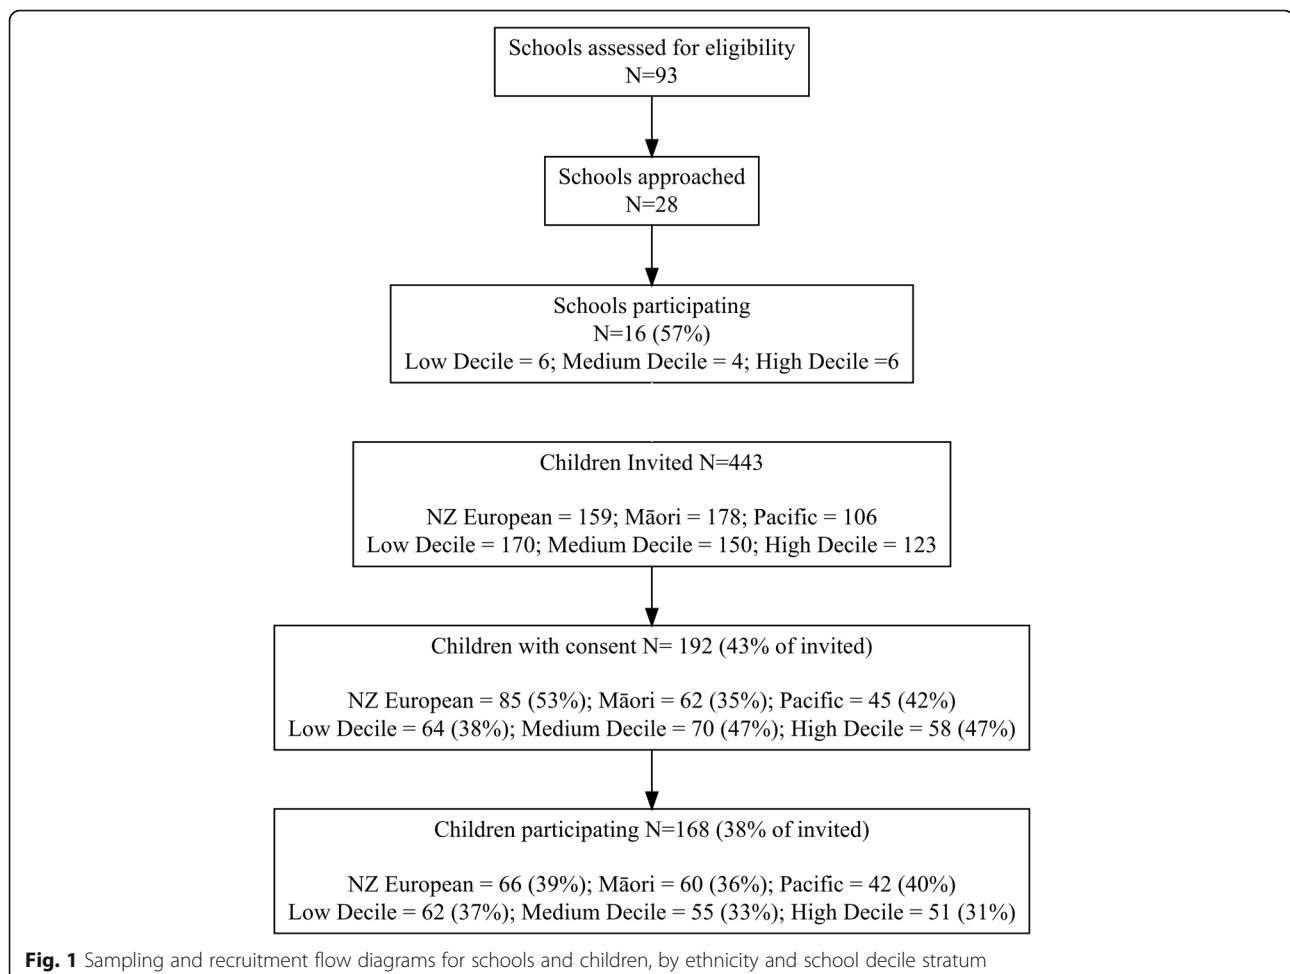 Schools assessed for eligibility
N=93
Schools approached
N=28
Schools participating
N=16 (57%)
Low Decile = 6; Medium Decile = 4; High Decile =6
Children Invited N=443
NZ European = 159; Māori = 178; Pacific = 106
Low Decile = 170; Medium Decile = 150; High Decile = 123
Children with consent N= 192 (43% of invited)
NZ European = 85 (53%); Māori = 62 (35%); Pacific = 45 (42%)
Low Decile = 64 (38%); Medium Decile = 70 (47%); High Decile = 58 (47%)
Children participating N=168 (38% of invited)
NZ European = 66 (39%); Māori = 60 (36%); Pacific = 42 (40%)
Low Decile = 62 (37%); Medium Decile = 55 (33%); High Decile = 51 (31%)
Fig. 1 Sampling and recruitment flow diagrams for schools and children, by ethnicity and school decile stratum